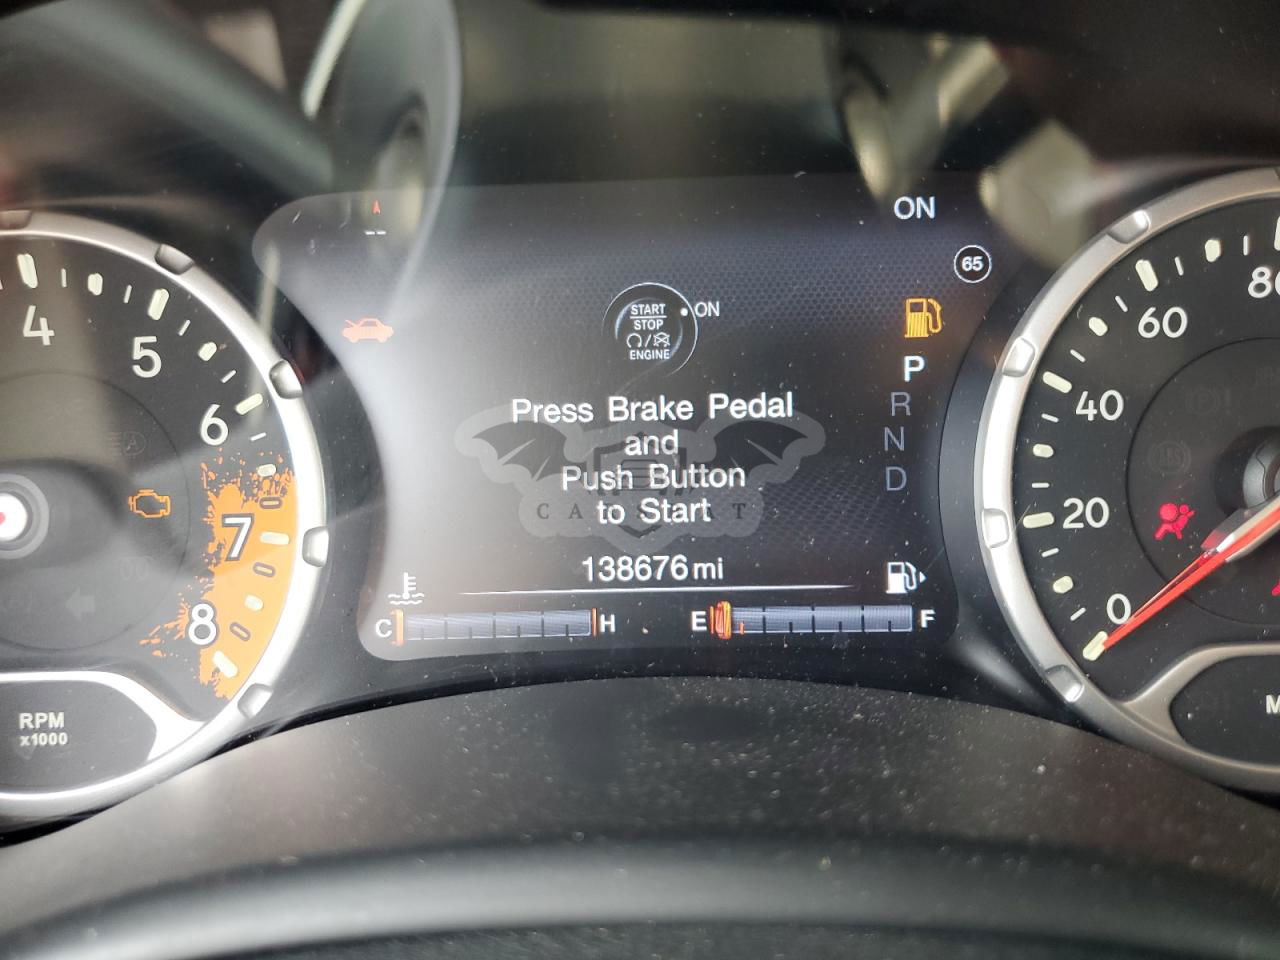 ON
65
START
STOP
ENGINE
ON
Press Brake Pedal
and
Push Button
to Start
138676 mi
P
R
N
D
C
H
E
F
4
5
6
7
8
RPM
x1000
80
60
40
20
0